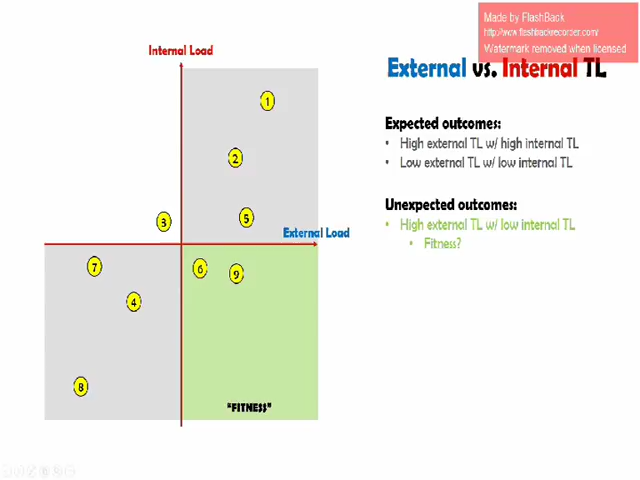 Made by FlashBack
http://www.flashbackrecorder.com/
Watermark removed when licensed
External vs. Internal TL
Internal Load
1
2
3
5
External Load
7
6
9
4
8
"FITNESS"
Expected outcomes:
• High external TL w/ high internal TL
• Low external TL w/ low internal TL
Unexpected outcomes:
• High external TL w/ low internal TL
• Fitness?